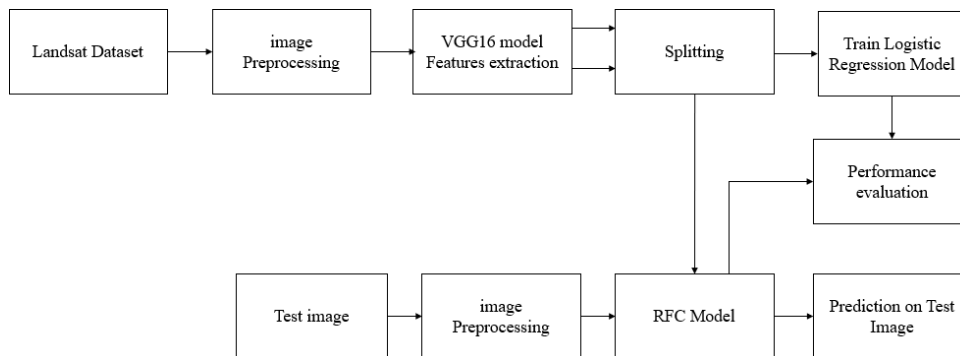 Landsat Dataset
image
Preprocessing
VGG16 model
Features extraction
Splitting
Train Logistic
Regression Model
Performance
evaluation
Test image
image
Preprocessing
RFC Model
Prediction on Test
Image